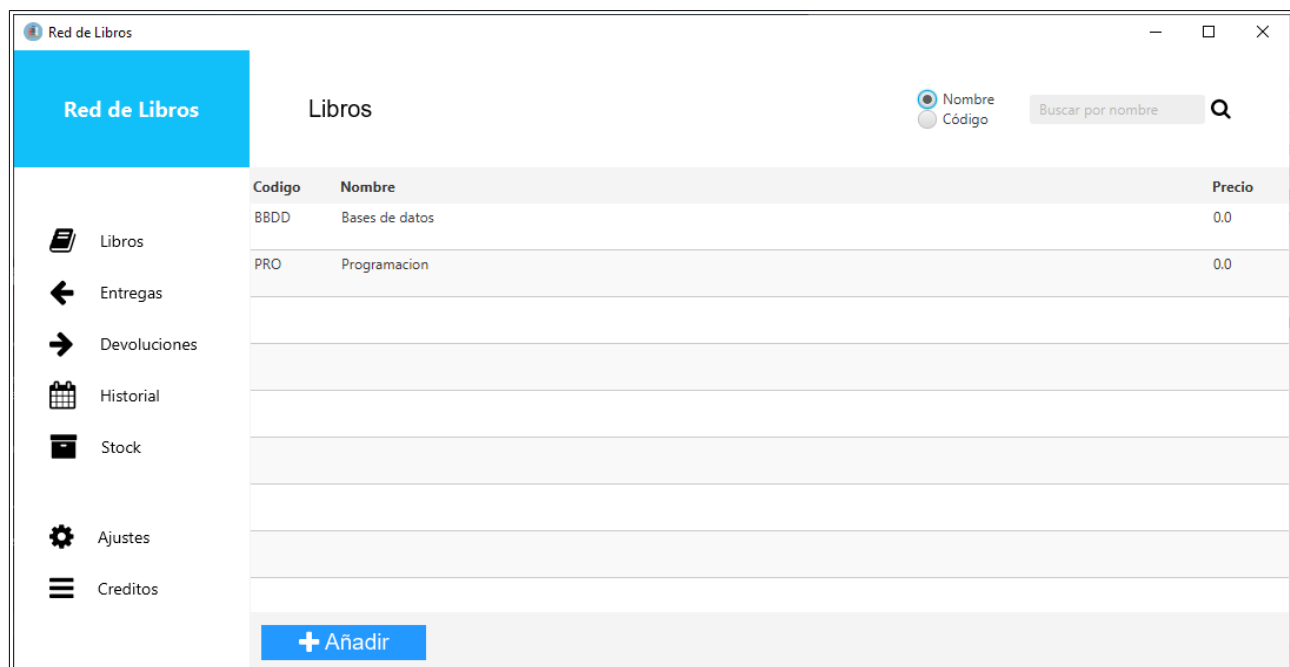 Red de Libros
Red de Libros
Libros
Nombre
Código
Buscar por nombre
Codigo Nombre Precio
BBDD Bases de datos 0.0
PRO Programacion 0.0
Libros
Entregas
Devoluciones
Historial
Stock
Ajustes
Creditos
Añadir